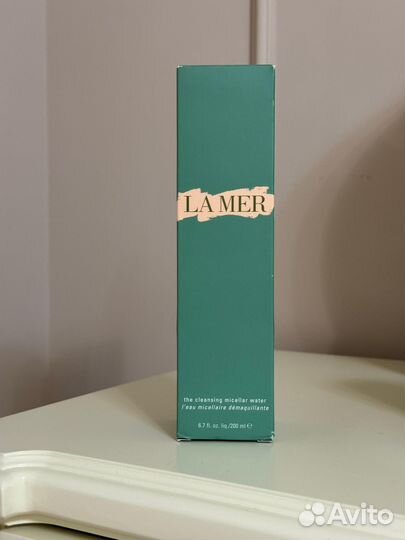 LA MER
the cleansing micellar water
l'eau micellaire démaquillante
6.7 fl. oz. liq./200 ml ℮
Avito